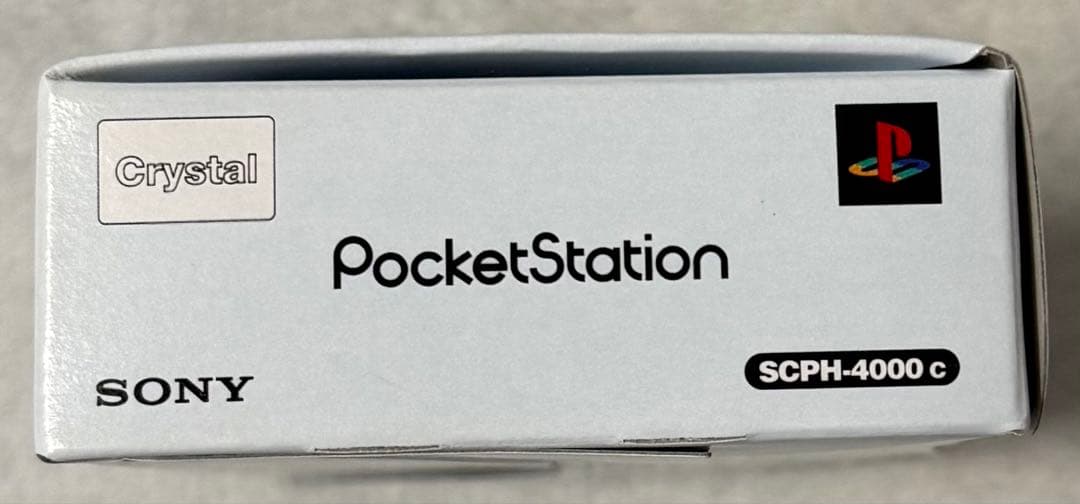 Crystal
PocketStation
SONY
SCPH-4000 C